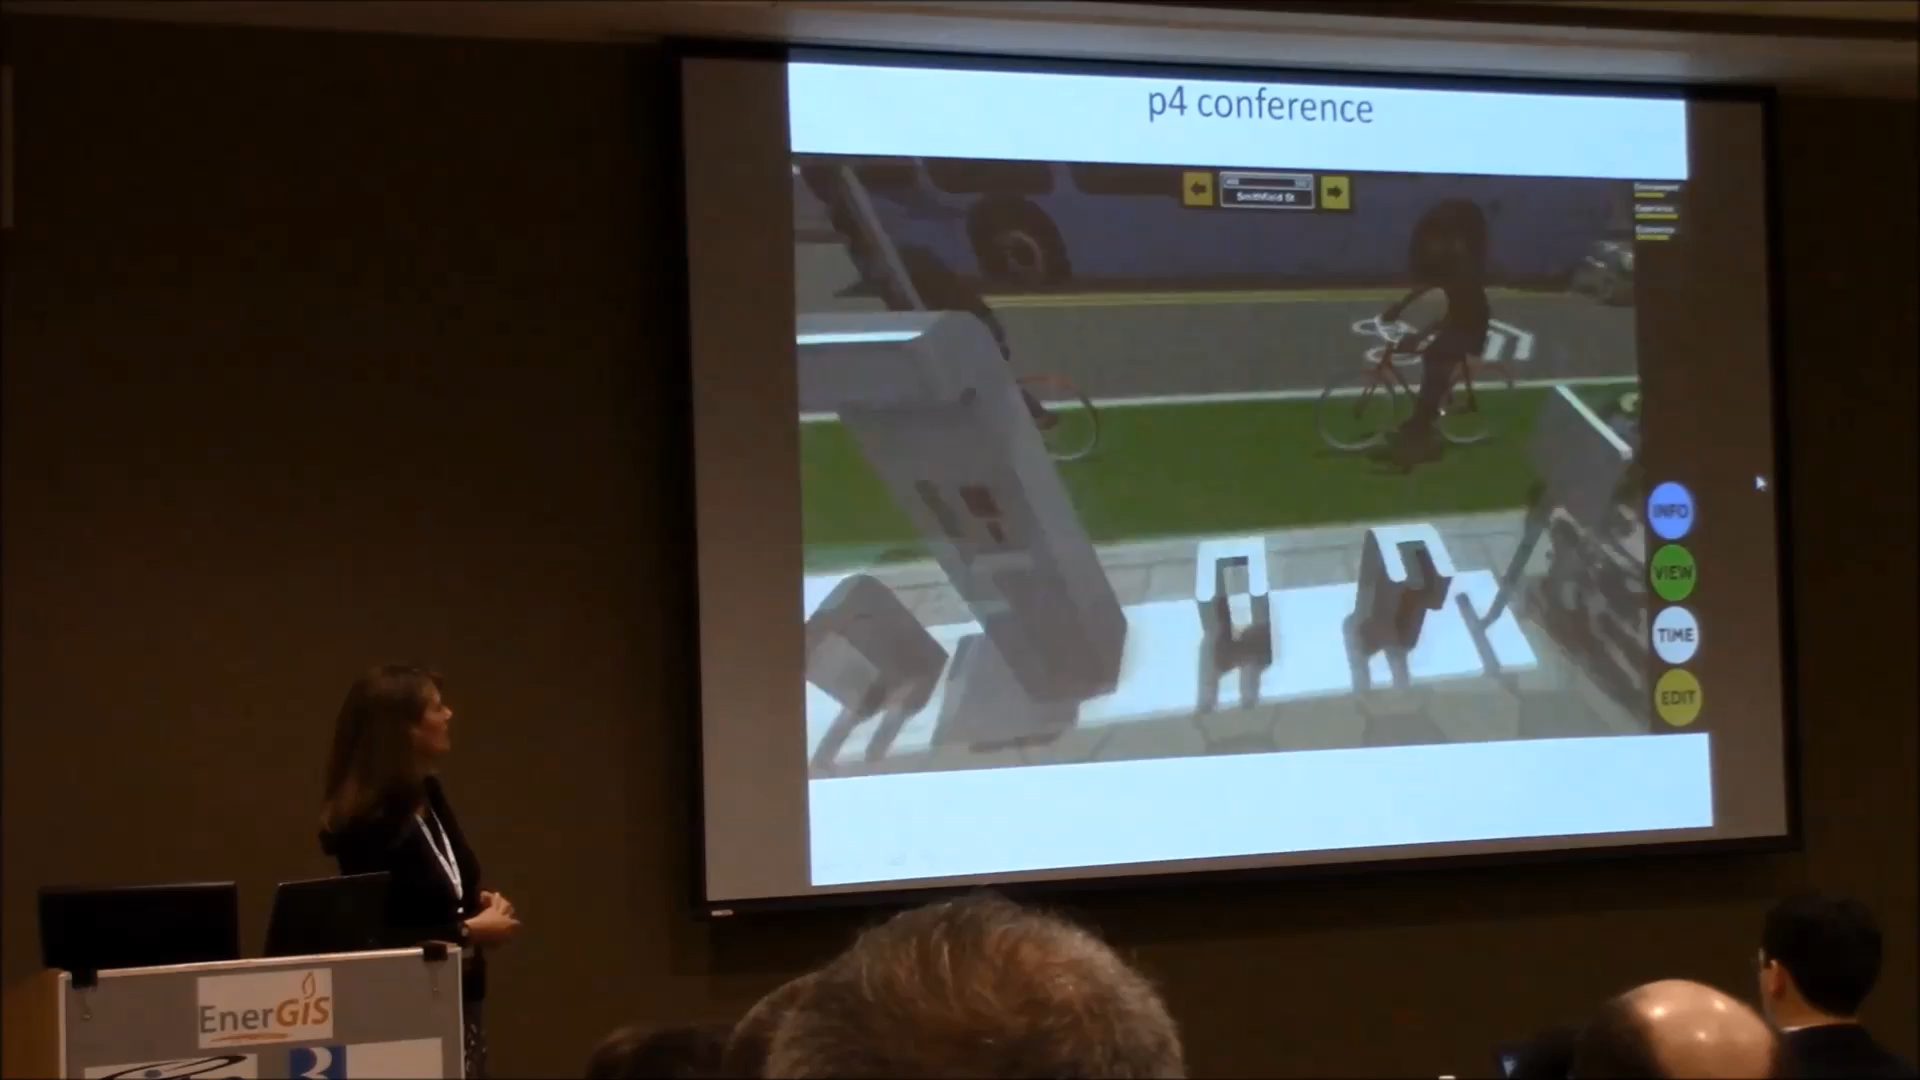 p4 conference
Smithfield St
INFO
VIEW
TIME
EDIT
EnerGIS